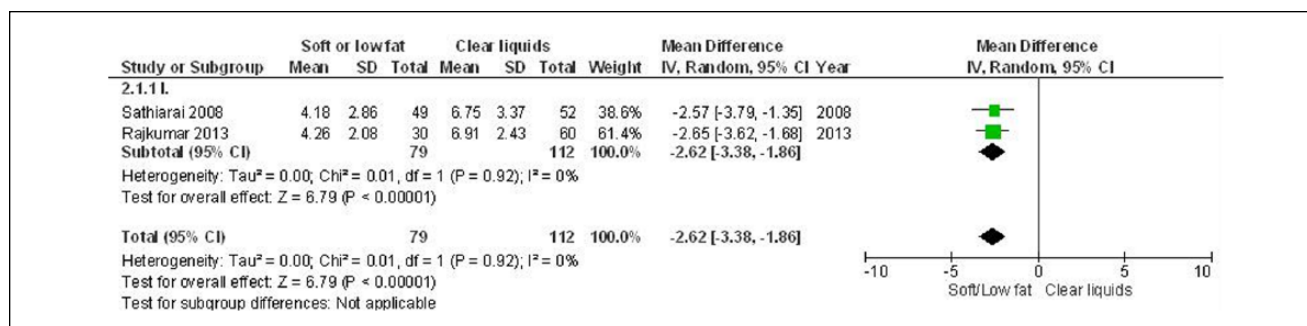 Soft or low fat Clear liquids Mean Difference Mean Difference
Study or Subgroup Mean SD Total Mean SD Total Weight IV, Random, 95% CI Year IV, Random, 95% CI
2.1.1 I.
Sathiarai 2008 4.18 2.86 49 6.75 3.37 52 38.6% -2.57 [-3.79, -1.35] 2008
Rajkumar 2013 4.26 2.08 30 6.91 2.43 60 61.4% -2.65 [-3.62, -1.68] 2013
Subtotal (95% CI) 79 112 100.0% -2.62 [-3.38, -1.86]
Heterogeneity: Tau² = 0.00; Chi² = 0.01, df = 1 (P = 0.92); I² = 0%
Test for overall effect: Z = 6.79 (P < 0.00001)
Total (95% CI) 79 112 100.0% -2.62 [-3.38, -1.86]
Heterogeneity: Tau² = 0.00; Chi² = 0.01, df = 1 (P = 0.92); I² = 0%
Test for overall effect: Z = 6.79 (P < 0.00001)
Test for subgroup differences: Not applicable
-10 -5 0 5 10
Soft/Low fat Clear liquids